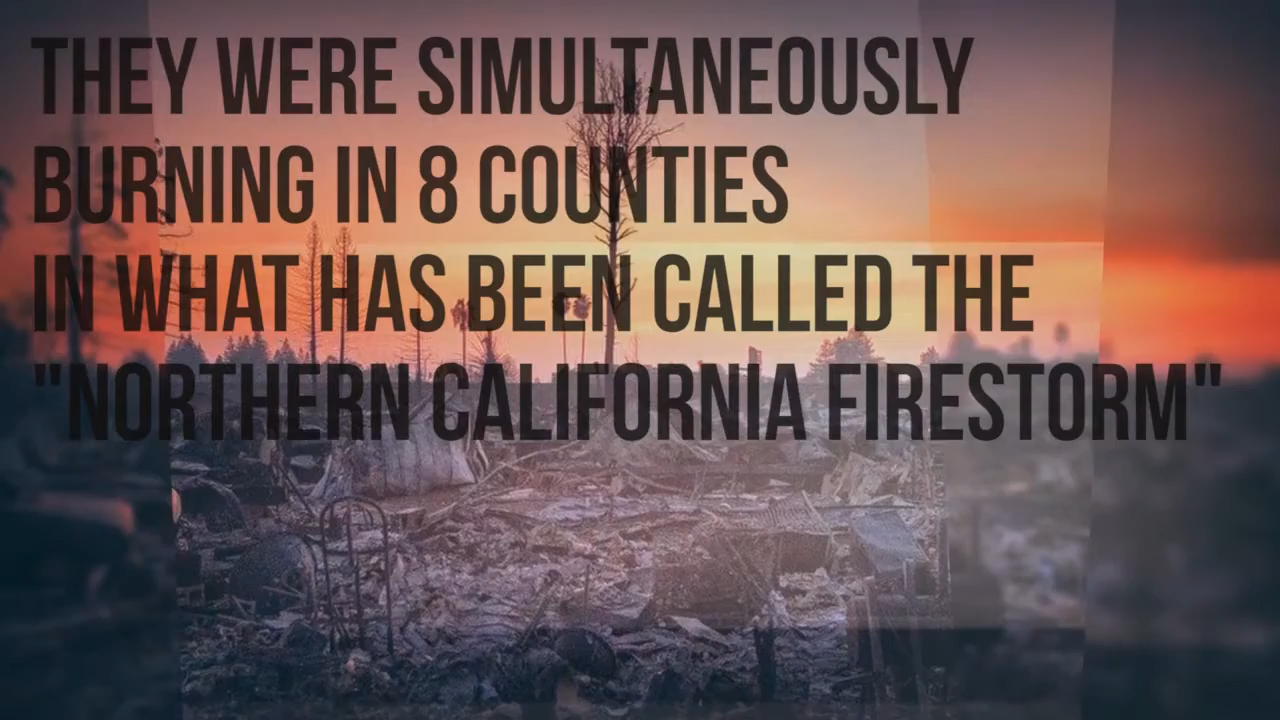 THEY WERE SIMULTANEOUSLY
BURNING IN 8 COUNTIES
IN WHAT HAS BEEN CALLED THE
"NORTHERN CALIFORNIA FIRESTORM"